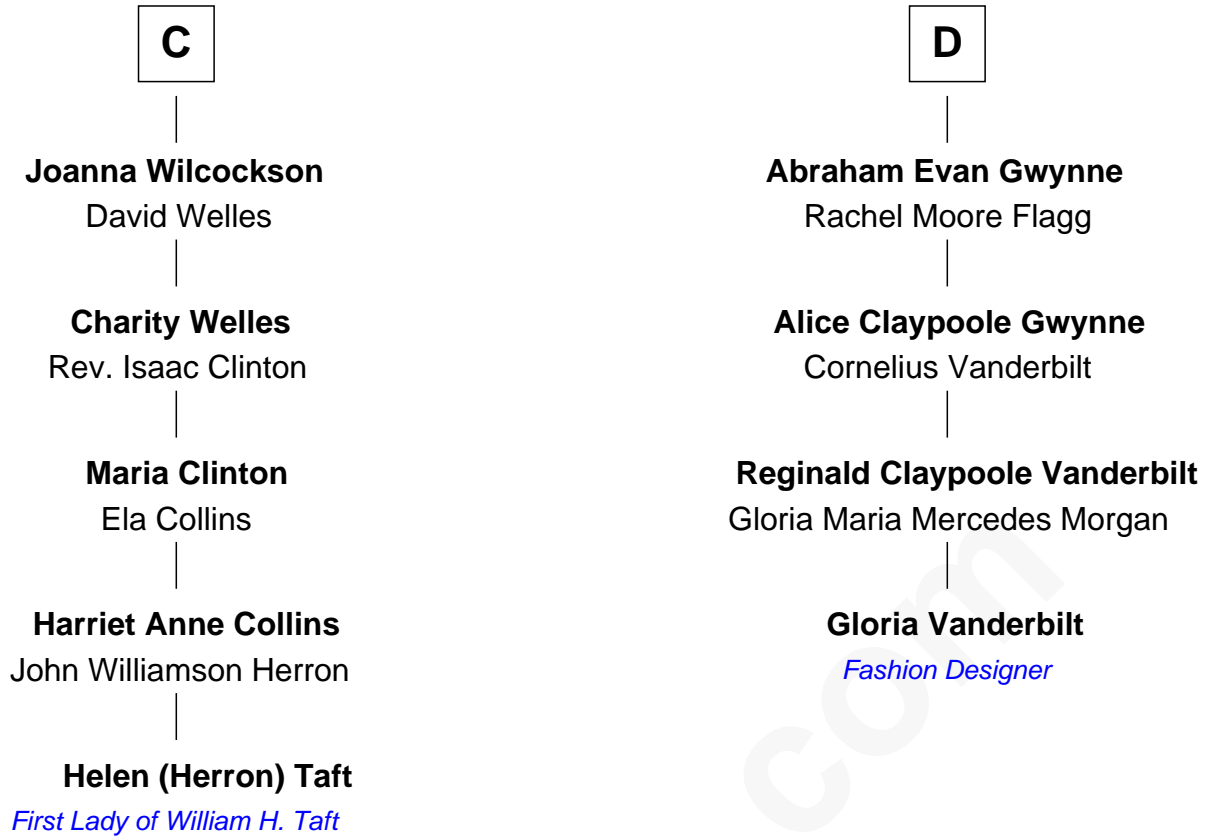 C
Joanna Wilcockson
David Welles
Charity Welles
Rev. Isaac Clinton
Maria Clinton
Ela Collins
Harriet Anne Collins
John Williamson Herron
Helen (Herron) Taft
First Lady of William H. Taft
D
Abraham Evan Gwynne
Rachel Moore Flagg
Alice Claypoole Gwynne
Cornelius Vanderbilt
Reginald Claypoole Vanderbilt
Gloria Maria Mercedes Morgan
Gloria Vanderbilt
Fashion Designer
com